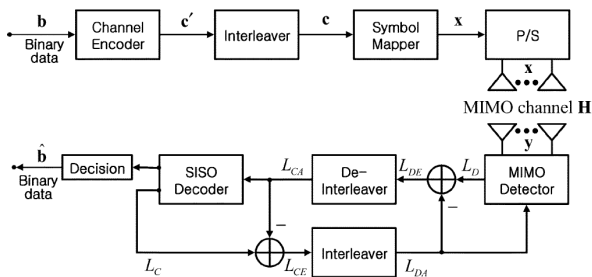 b
Binary
data
Channel
Encoder
c′
Interleaver
c
Symbol
Mapper
x
P/S
x
MIMO channel H
y
b̂
Binary
data
Decision
SISO
Decoder
L_CA
De-
Interleaver
L_DE
L_D
MIMO
Detector
−
−
L_C
L_CE
Interleaver
L_DA